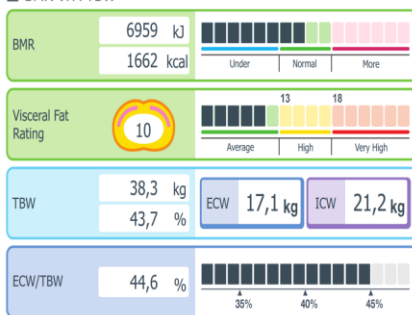 BMR
6959 kJ
1662 kcal
Under Normal More
Visceral Fat
Rating
10
13 18
Average High Very High
TBW
38,3 kg
43,7 %
ECW 17,1 kg
ICW 21,2 kg
ECW/TBW
44,6 %
35% 40% 45%